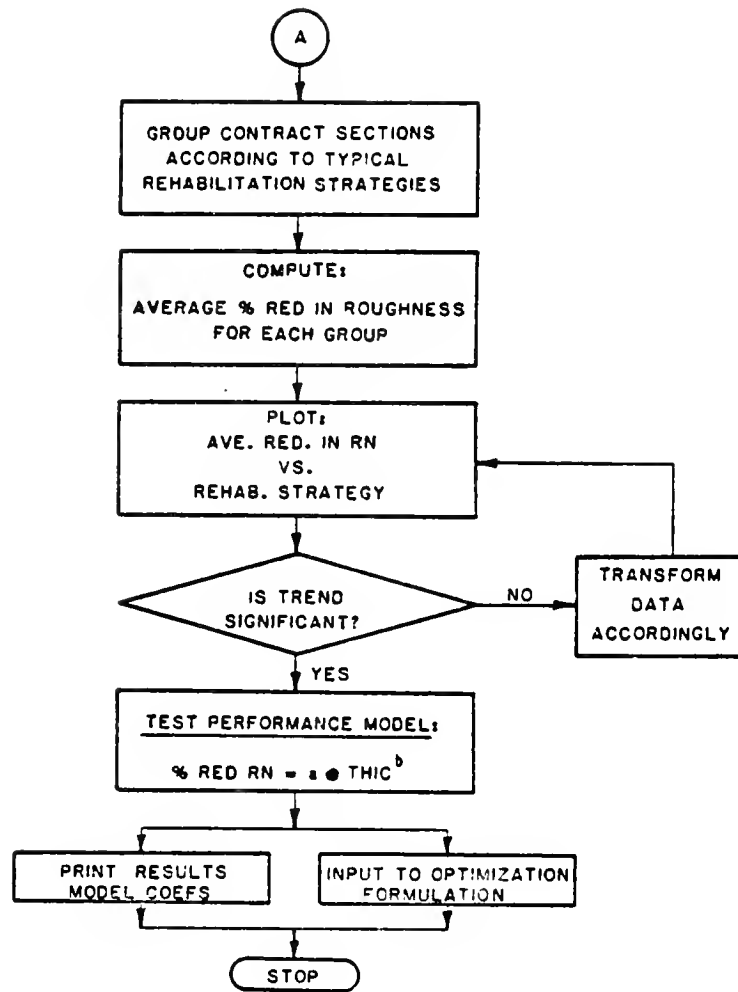 A
GROUP CONTRACT SECTIONS
ACCORDING TO TYPICAL
REHABILITATION STRATEGIES
COMPUTE:
AVERAGE % RED IN ROUGHNESS
FOR EACH GROUP
PLOT:
AVE. RED. IN RN
VS.
REHAB. STRATEGY
IS TREND
SIGNIFICANT?
NO
TRANSFORM
DATA
ACCORDINGLY
YES
TEST PERFORMANCE MODEL:
% RED RN = a • THIC^b
PRINT RESULTS
MODEL COEFS
INPUT TO OPTIMIZATION
FORMULATION
STOP